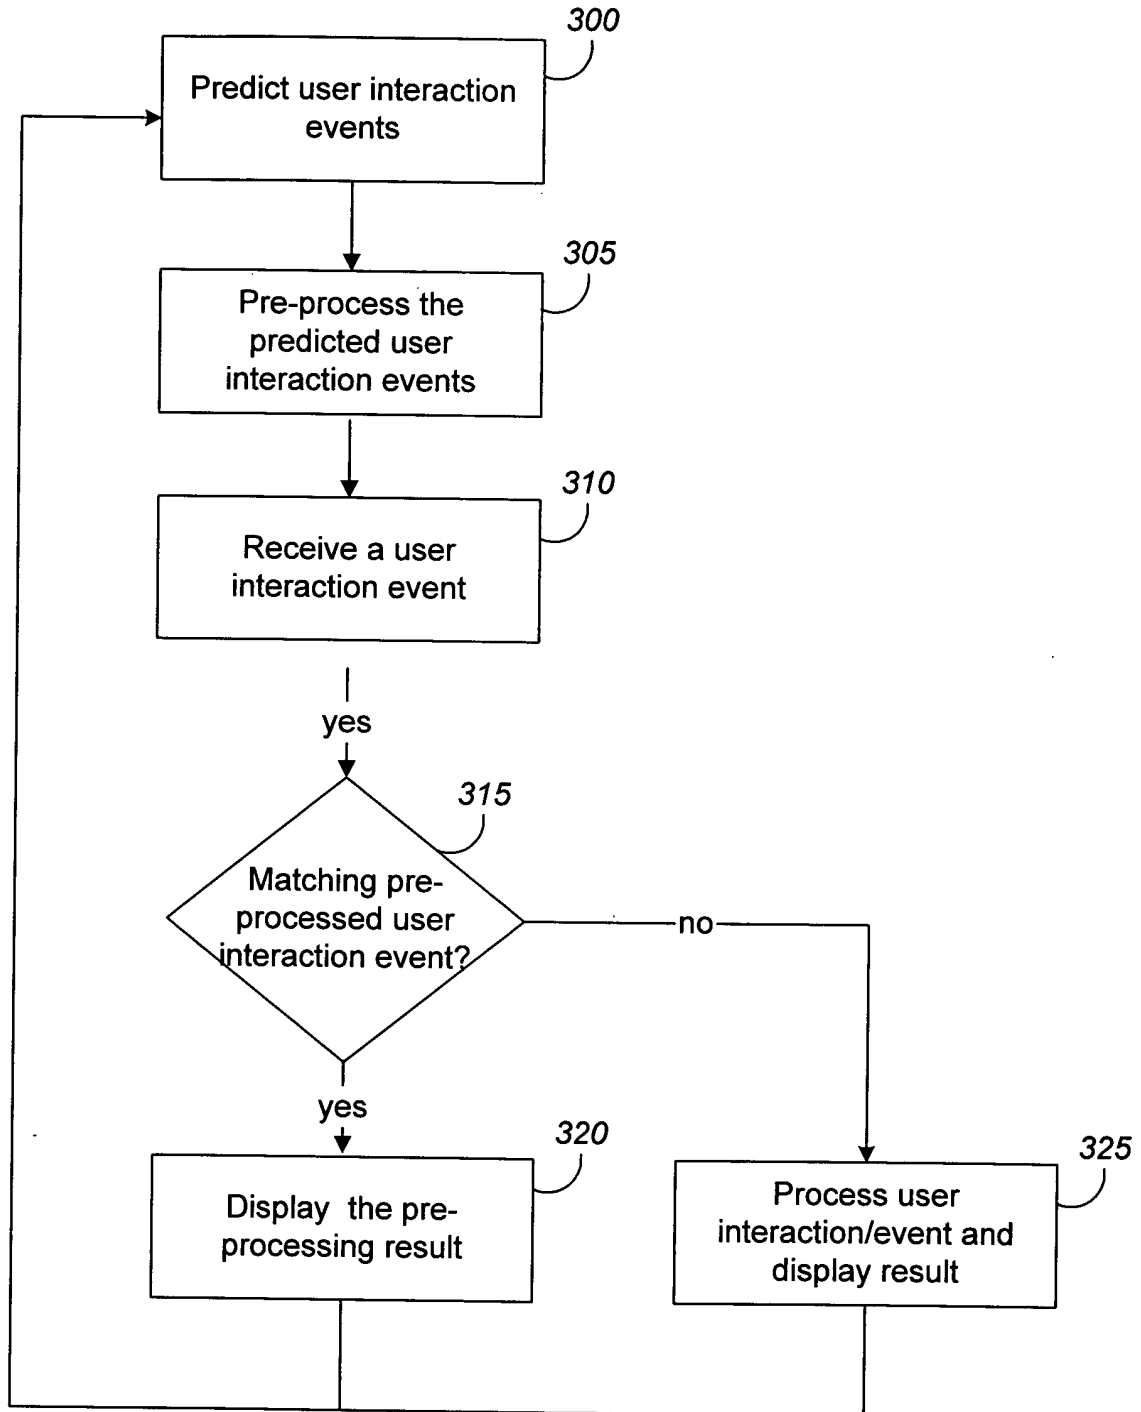 300
Predict user interaction
events
305
Pre-process the
predicted user
interaction events
310
Receive a user
interaction event
yes
315
Matching pre-
processed user
interaction event?
no
yes
320
Display the pre-
processing result
325
Process user
interaction/event and
display result